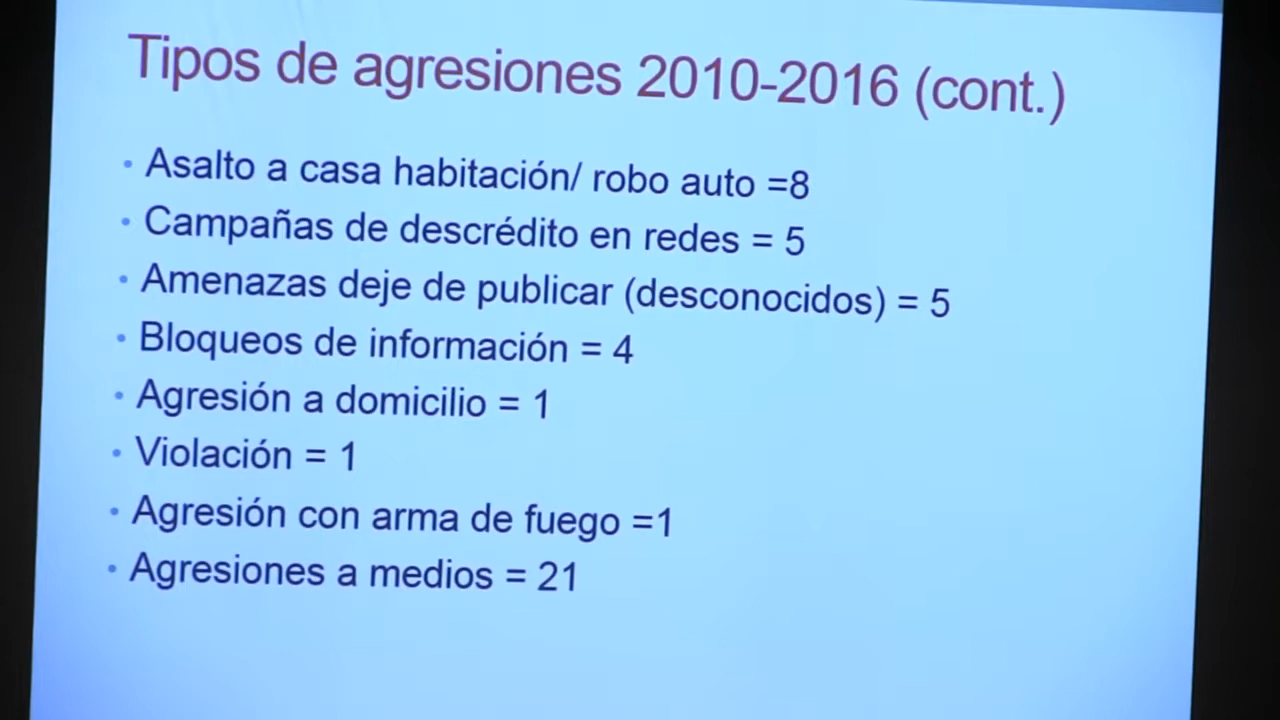 Tipos de agresiones 2010-2016 (cont.)
• Asalto a casa habitación/ robo auto =8
• Campañas de descrédito en redes = 5
• Amenazas deje de publicar (desconocidos) = 5
• Bloqueos de información = 4
• Agresión a domicilio = 1
• Violación = 1
• Agresión con arma de fuego =1
• Agresiones a medios = 21